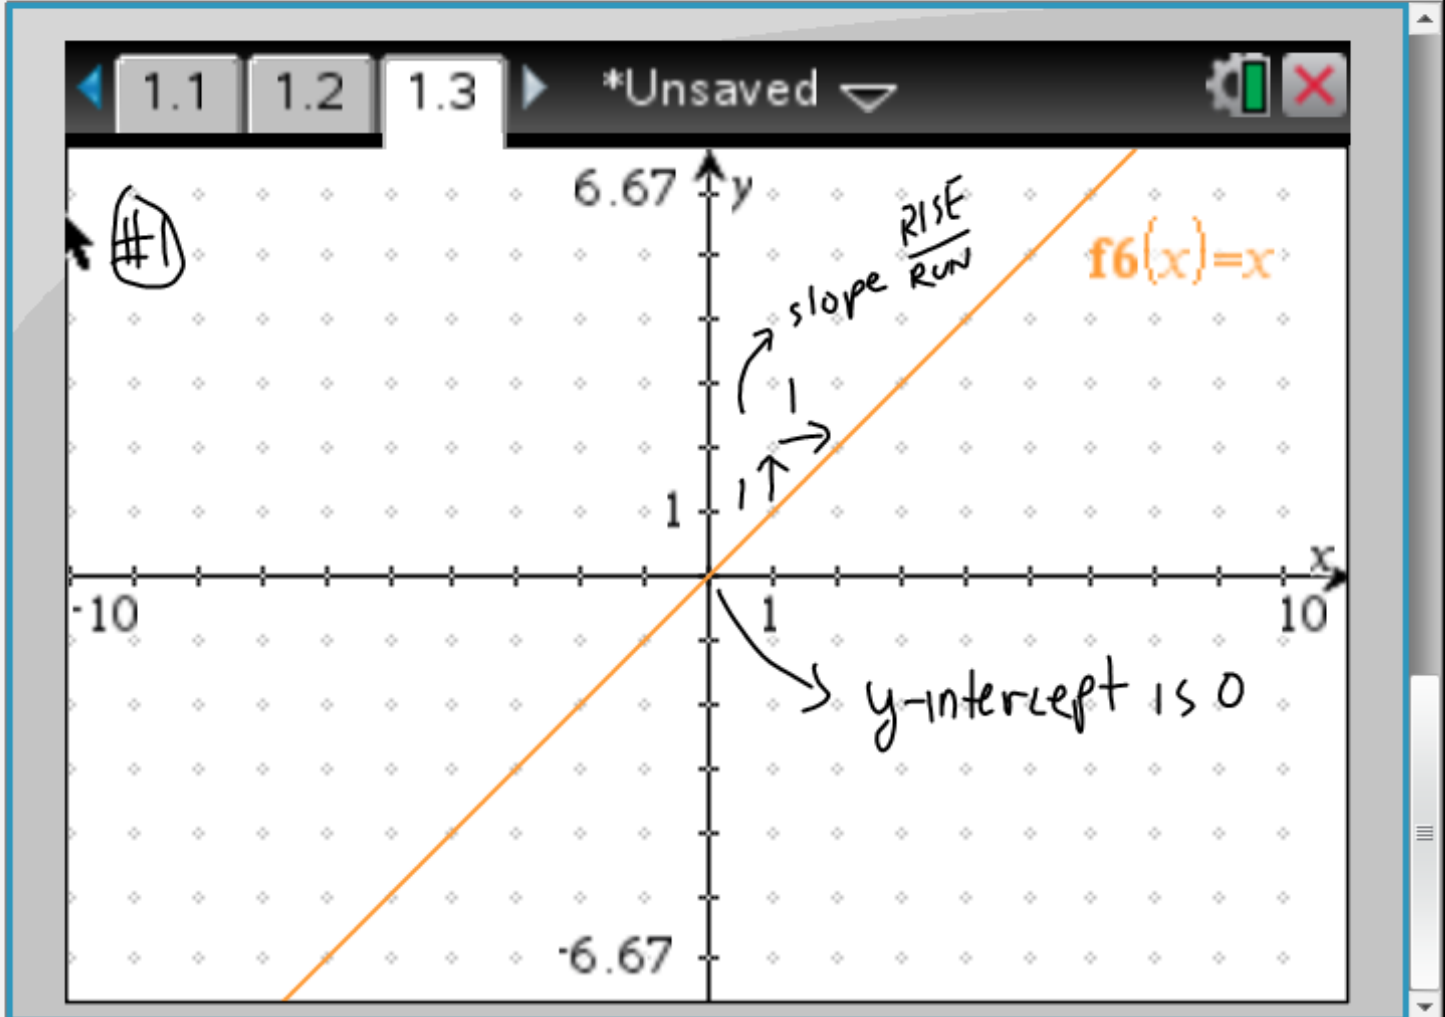 1.1 1.2 1.3 *Unsaved
#1
6.67 y
RISE
slope RUN
f6(x)=x
1
1
1
x
-10 1 10
y-intercept is 0
-6.67